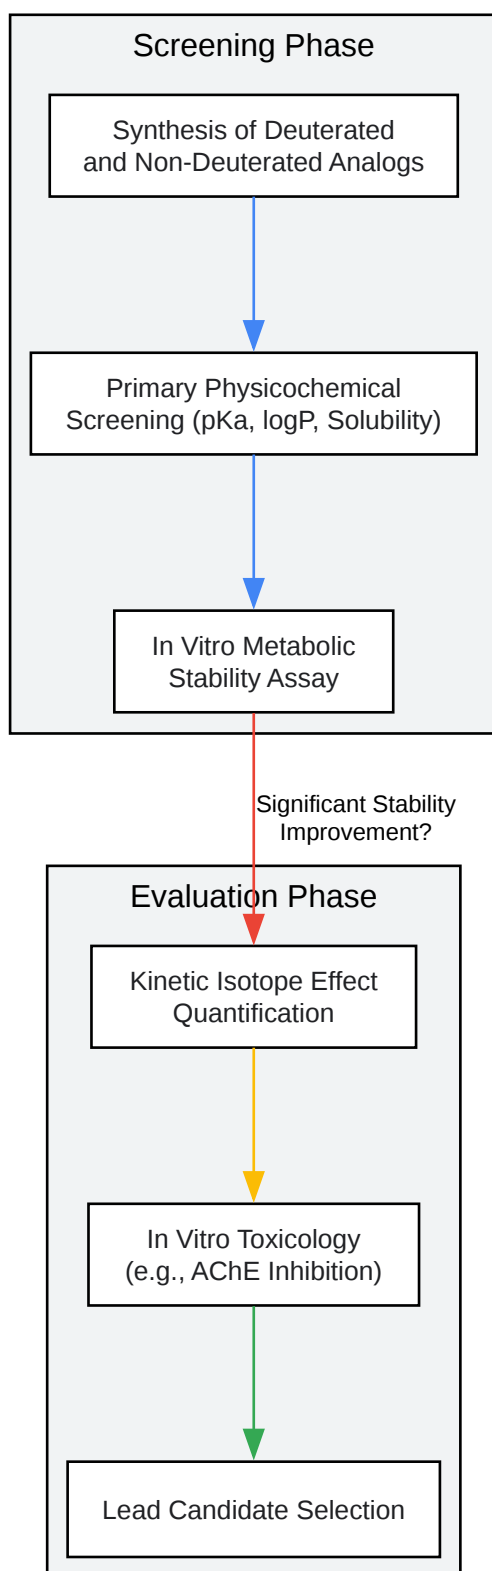 Screening Phase
Synthesis of Deuterated
and Non-Deuterated Analogs
Primary Physicochemical
Screening (pKa, logP, Solubility)
In Vitro Metabolic
Stability Assay
Significant Stability
Improvement?
Evaluation Phase
Kinetic Isotope Effect
Quantification
In Vitro Toxicology
(e.g., AChE Inhibition)
Lead Candidate Selection